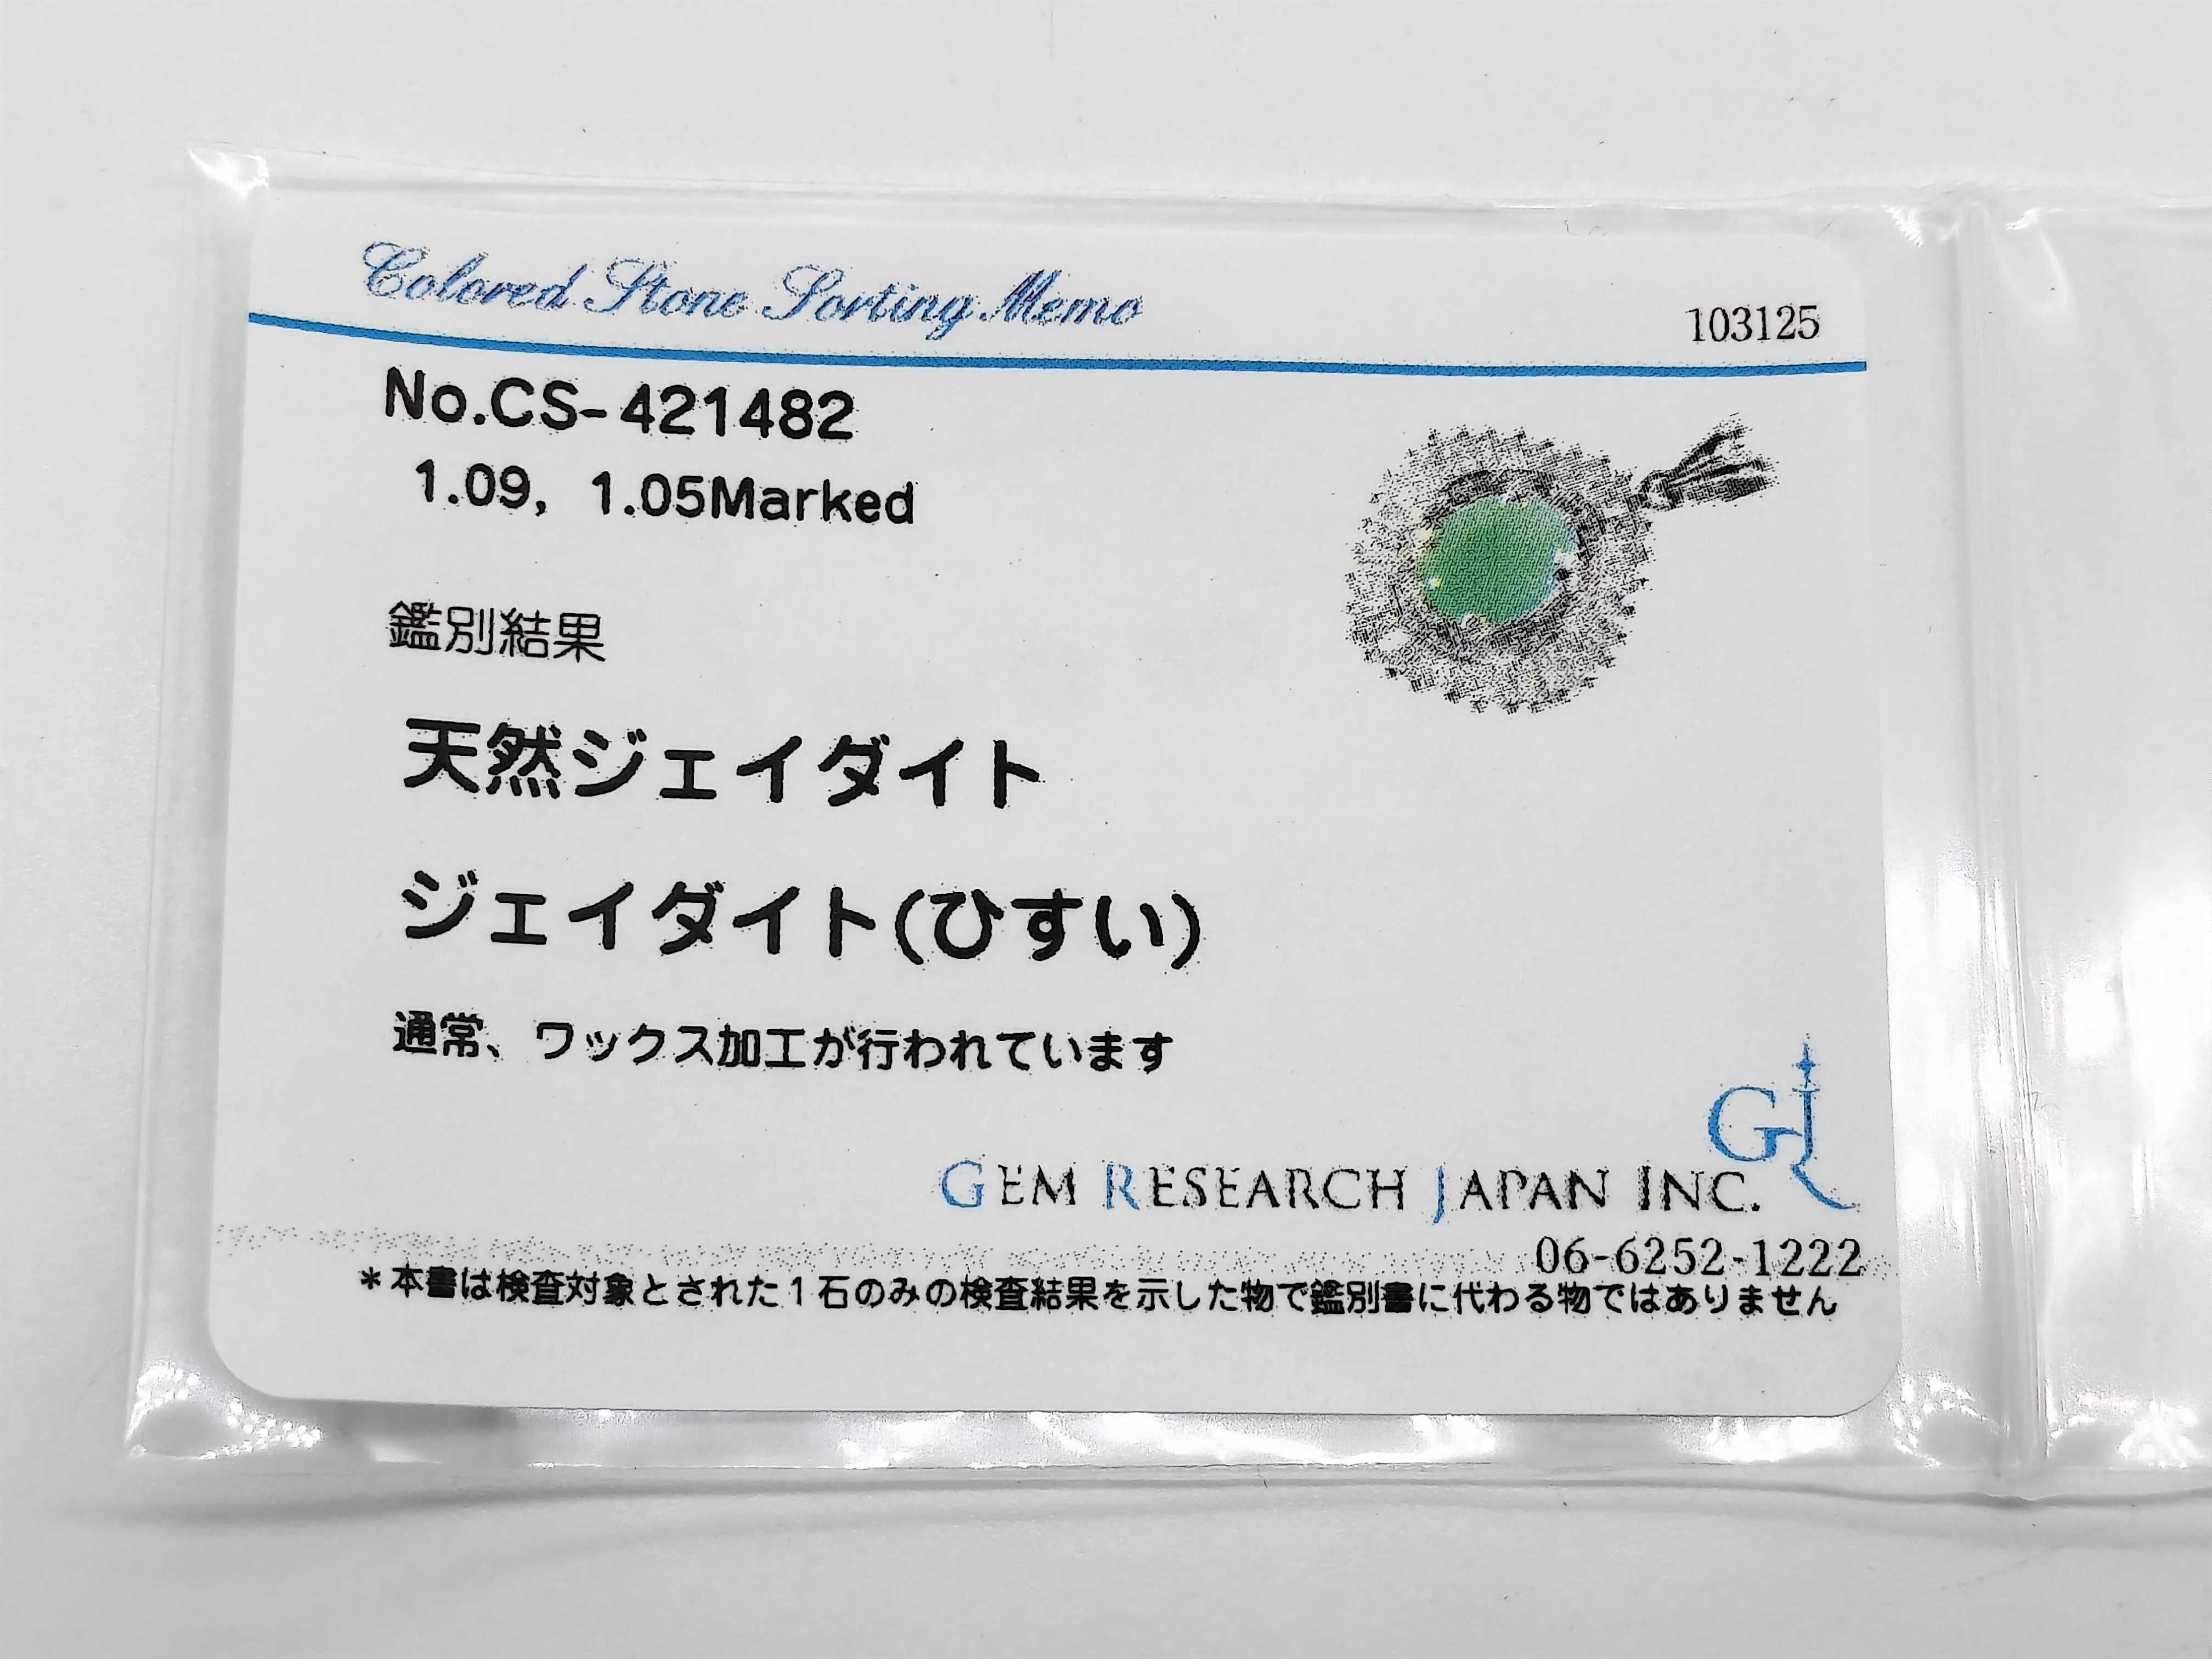 Colored Stone Sorting Memo
103125
No.CS-421482
1.09, 1.05Marked
鑑別結果
天然ジェイダイト
ジェイダイト(ひすい)
通常、ワックス加工が行われています
GEM RESEARCH JAPAN INC.
06-6252-1222
*本書は検査対象とされた1石のみの検査結果を示した物で鑑別書に代わる物ではありません